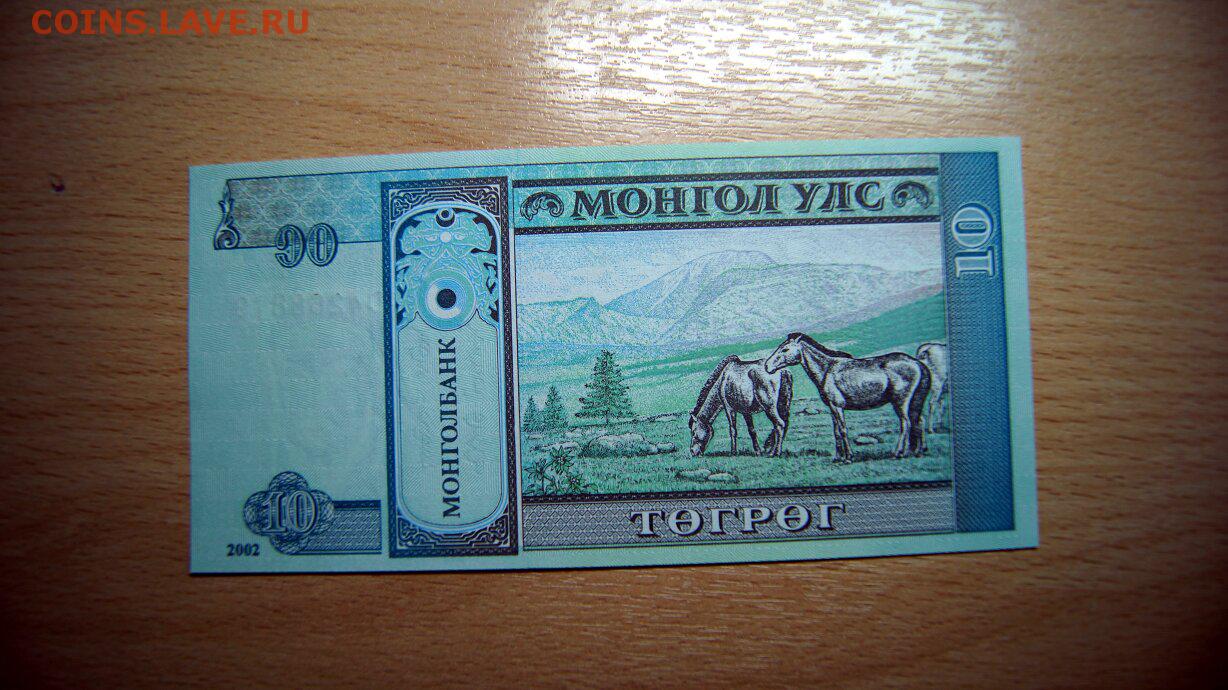 COINS.LAVE.RU
МОНГОЛ УЛС
10
МОНГОЛБАНК
ТӨГРӨГ
10
2002